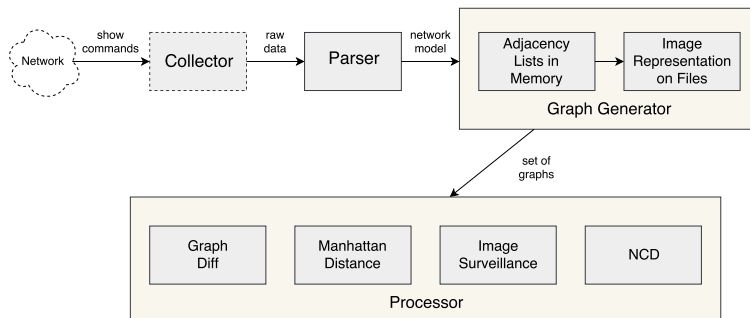 Network
show
commands
Collector
raw
data
Parser
network
model
Adjacency
Lists in
Memory
Image
Representation
on Files
Graph Generator
set of
graphs
Graph
Diff
Manhattan
Distance
Image
Surveillance
NCD
Processor